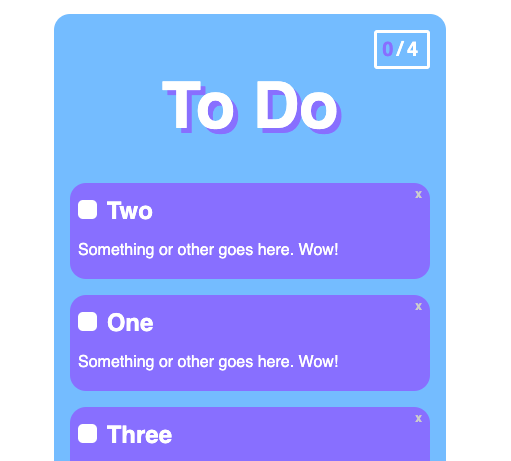 0/4
To Do
x
Two
Something or other goes here. Wow!
x
One
Something or other goes here. Wow!
x
Three